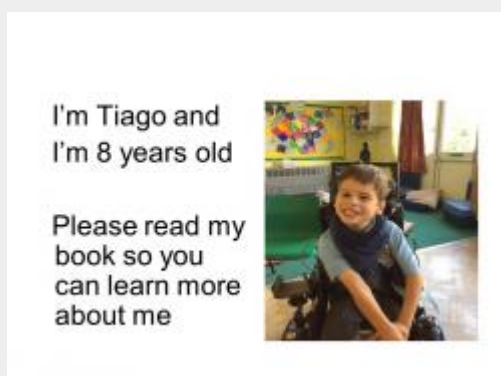 I'm Tiago and
I'm 8 years old
Please read my
book so you
can learn more
about me